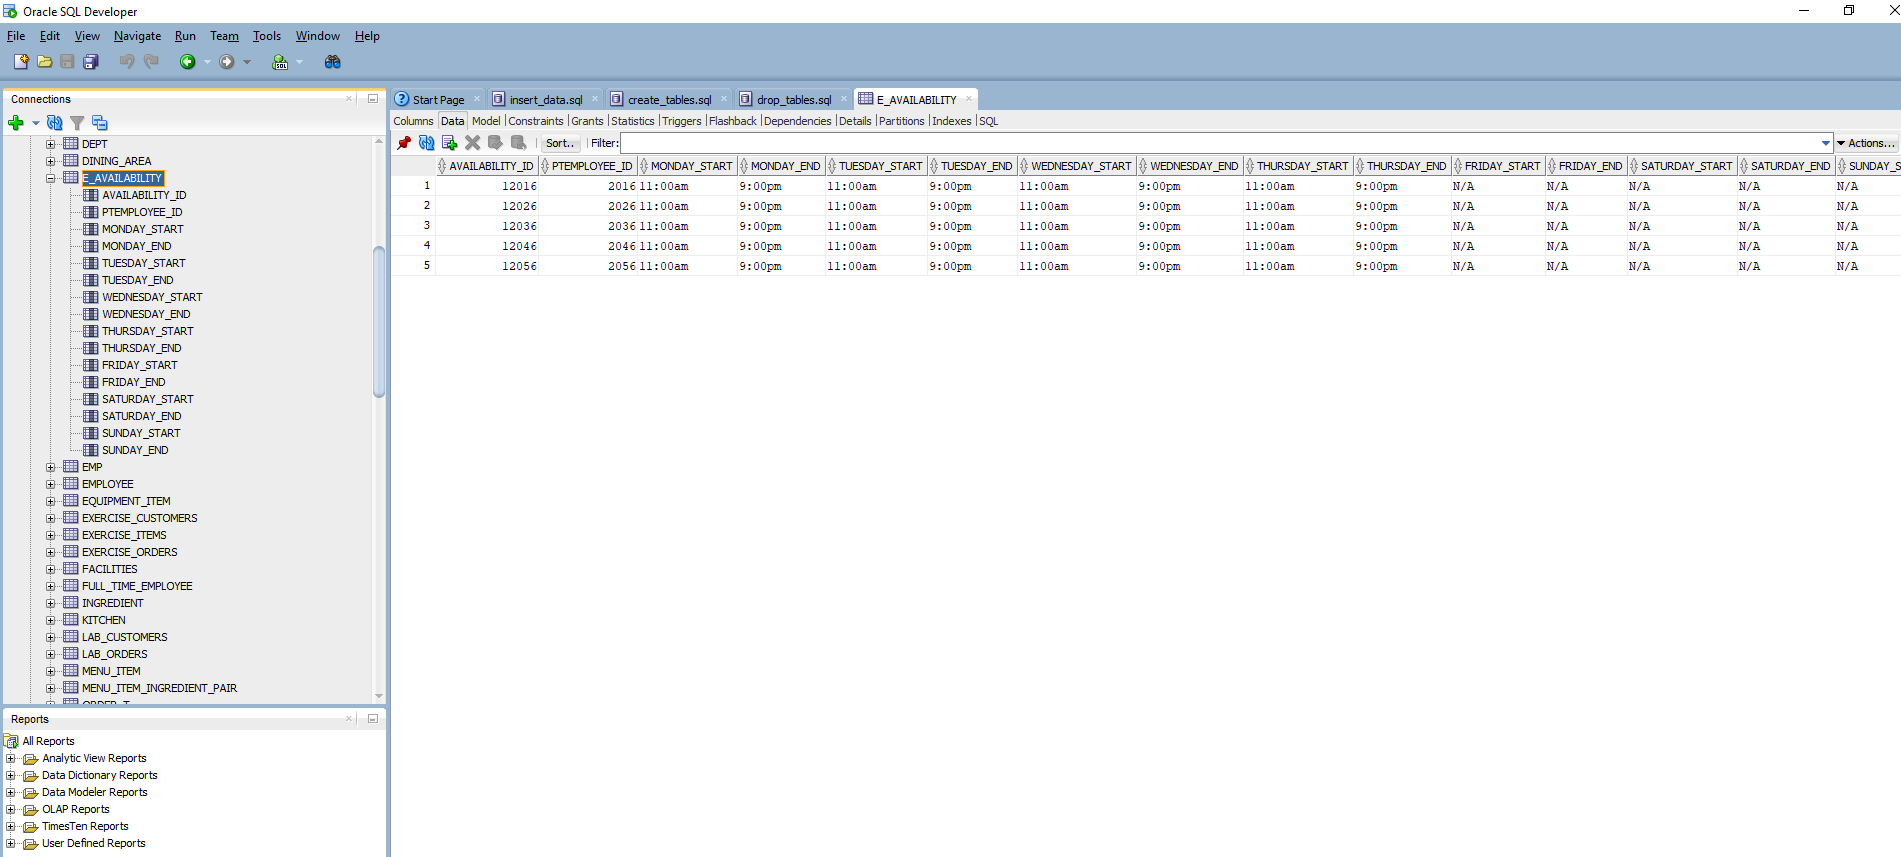 Oracle SQL Developer
File Edit View Navigate Run Team Tools Window Help
Connections
DEPT
DINING_AREA
E_AVAILABILITY
AVAILABILITY_ID
PTEMPLOYEE_ID
MONDAY_START
MONDAY_END
TUESDAY_START
TUESDAY_END
WEDNESDAY_START
WEDNESDAY_END
THURSDAY_START
THURSDAY_END
FRIDAY_START
FRIDAY_END
SATURDAY_START
SATURDAY_END
SUNDAY_START
SUNDAY_END
EMP
EMPLOYEE
EQUIPMENT_ITEM
EXERCISE_CUSTOMERS
EXERCISE_ITEMS
EXERCISE_ORDERS
FACILITIES
FULL_TIME_EMPLOYEE
INGREDIENT
KITCHEN
LAB_CUSTOMERS
LAB_ORDERS
MENU_ITEM
MENU_ITEM_INGREDIENT_PAIR
Reports
All Reports
Analytic View Reports
Data Dictionary Reports
Data Modeler Reports
OLAP Reports
TimesTen Reports
User Defined Reports
Start Page insert_data.sql create_tables.sql drop_tables.sql E_AVAILABILITY
Columns Data Model Constraints Grants Statistics Triggers Flashback Dependencies Details Partitions Indexes SQL
Sort.. Filter: Actions...
AVAILABILITY_ID PTEMPLOYEE_ID MONDAY_START MONDAY_END TUESDAY_START TUESDAY_END WEDNESDAY_START WEDNESDAY_END THURSDAY_START THURSDAY_END FRIDAY_START FRIDAY_END SATURDAY_START SATURDAY_END SUNDAY_S
1 12016 2016 11:00am 9:00pm 11:00am 9:00pm 11:00am 9:00pm 11:00am 9:00pm N/A N/A N/A N/A N/A
2 12026 2026 11:00am 9:00pm 11:00am 9:00pm 11:00am 9:00pm 11:00am 9:00pm N/A N/A N/A N/A N/A
3 12036 2036 11:00am 9:00pm 11:00am 9:00pm 11:00am 9:00pm 11:00am 9:00pm N/A N/A N/A N/A N/A
4 12046 2046 11:00am 9:00pm 11:00am 9:00pm 11:00am 9:00pm 11:00am 9:00pm N/A N/A N/A N/A N/A
5 12056 2056 11:00am 9:00pm 11:00am 9:00pm 11:00am 9:00pm 11:00am 9:00pm N/A N/A N/A N/A N/A